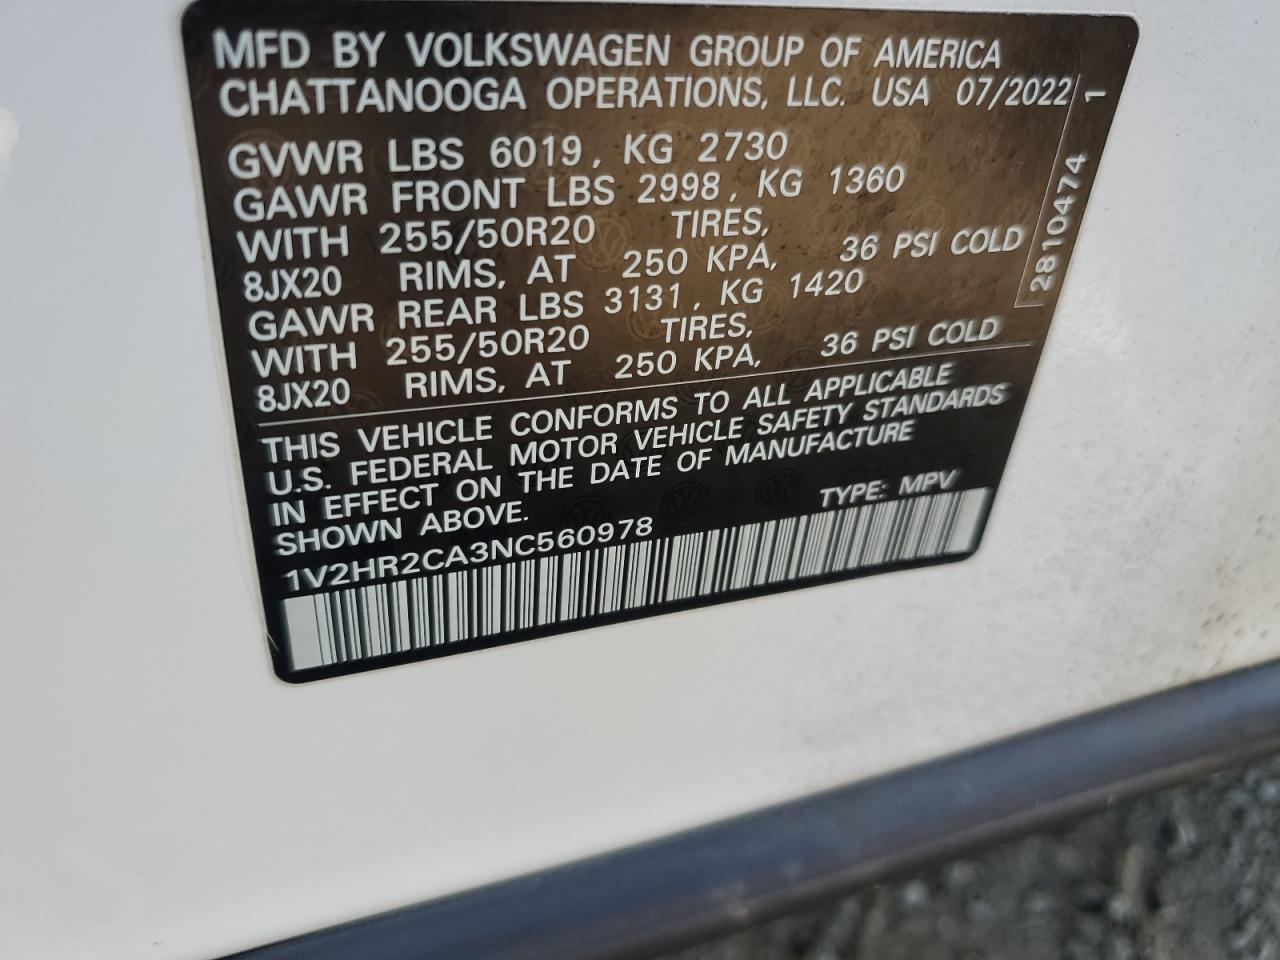 MFD BY VOLKSWAGEN GROUP OF AMERICA
CHATTANOOGA OPERATIONS, LLC. USA 07/2022
GVWR LBS 6019, KG 2730
GAWR FRONT LBS 2998, KG 1360
WITH 255/50R20 TIRES,
8JX20 RIMS, AT 250 KPA, 36 PSI COLD
GAWR REAR LBS 3131, KG 1420
WITH 255/50R20 TIRES,
8JX20 RIMS, AT 250 KPA, 36 PSI COLD
28104474 1
THIS VEHICLE CONFORMS TO ALL APPLICABLE
U.S. FEDERAL MOTOR VEHICLE SAFETY STANDARDS
IN EFFECT ON THE DATE OF MANUFACTURE
SHOWN ABOVE.
TYPE: MPV
1V2HR2CA3NC560978